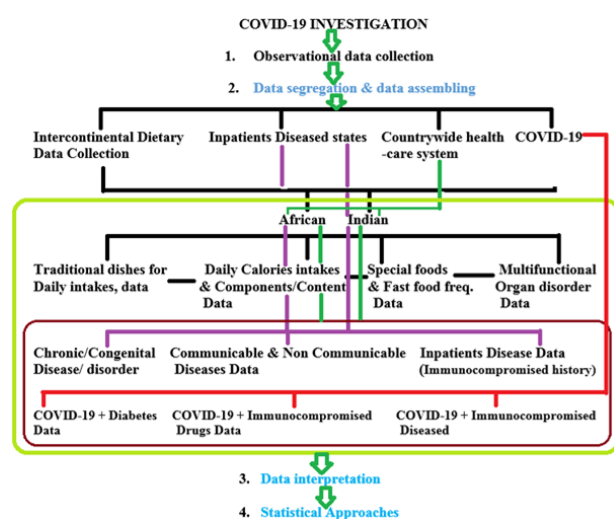 COVID-19 INVESTIGATION
1. Observational data collection
2. Data segregation & data assembling
Intercontinental Dietary
Data Collection
Inpatients Diseased states
Countrywide health
-care system
COVID-19
African
Indian
Traditional dishes for
Daily intakes, data
Daily Calories intakes
& Components/Content
Data
Special foods
& Fast food freq.
Data
Multifunctional
Organ disorder
Data
Chronic/Congenital
Disease/ disorder
Communicable & Non Communicable
Diseases Data
Inpatients Disease Data
(Immunocompromised history)
COVID-19 + Diabetes
Data
COVID-19 + Immunocompromised
Drugs Data
COVID-19 + Immunocompromised
Diseased
3. Data interpretation
4. Statistical Approaches